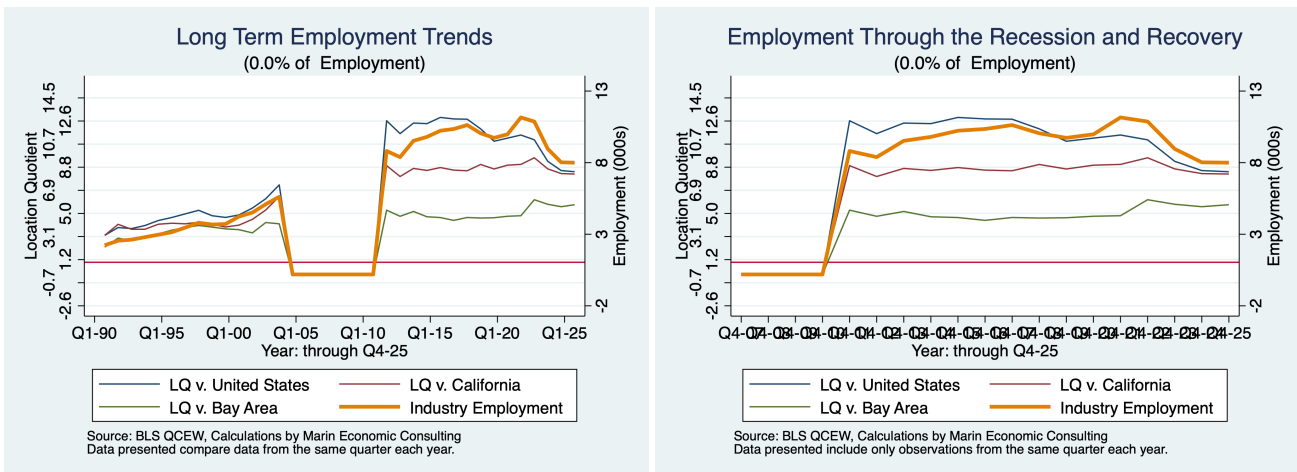 Long Term Employment Trends
(0.0% of Employment)
Location Quotient
14.5
12.6
10.7
8.8
6.9
5.0
3.1
1.2
-0.7
-2.6
13
8
3
-2
Employment (000s)
Q1-90 Q1-95 Q1-00 Q1-05 Q1-10 Q1-15 Q1-20 Q1-25
Year: through Q4-25
LQ v. United States LQ v. California
LQ v. Bay Area Industry Employment
Source: BLS QCEW, Calculations by Marin Economic Consulting
Data presented compare data from the same quarter each year.
Employment Through the Recession and Recovery
(0.0% of Employment)
Location Quotient
14.5
12.6
10.7
8.8
6.9
5.0
3.1
1.2
-0.7
-2.6
13
8
3
-2
Employment (000s)
Year: through Q4-25
LQ v. United States LQ v. California
LQ v. Bay Area Industry Employment
Source: BLS QCEW, Calculations by Marin Economic Consulting
Data presented include only observations from the same quarter each year.